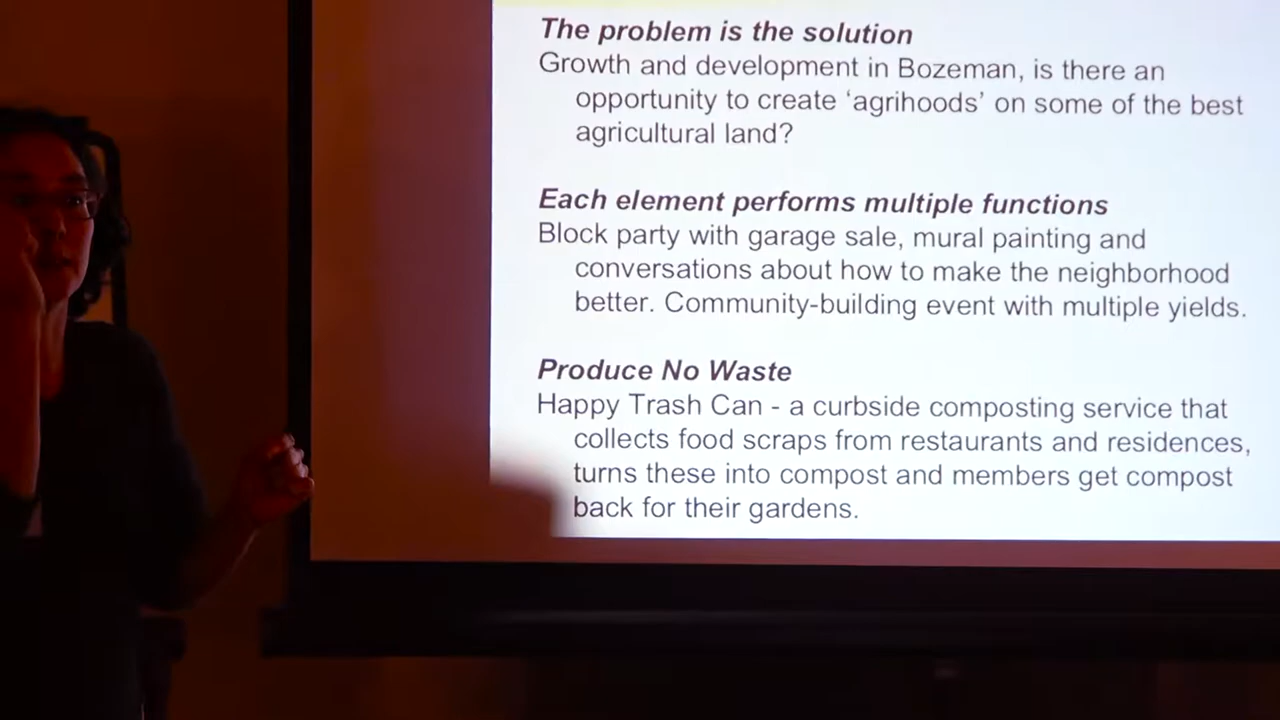 The problem is the solution
Growth and development in Bozeman, is there an
opportunity to create ‘agrihoods’ on some of the best
agricultural land?
Each element performs multiple functions
Block party with garage sale, mural painting and
conversations about how to make the neighborhood
better. Community-building event with multiple yields.
Produce No Waste
Happy Trash Can - a curbside composting service that
collects food scraps from restaurants and residences,
turns these into compost and members get compost
back for their gardens.